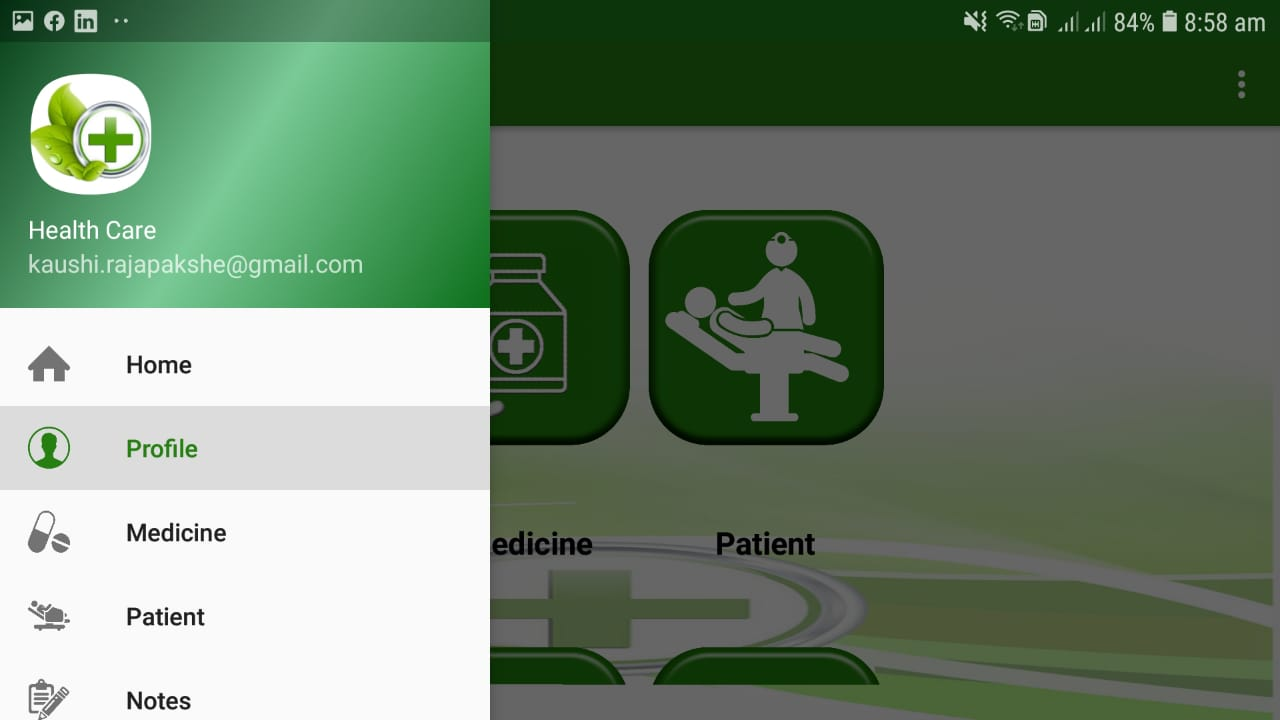 84% 8:58 am
Health Care
kaushi.rajapakshe@gmail.com
Home
Profile
Medicine
Patient
Notes
edicine Patient